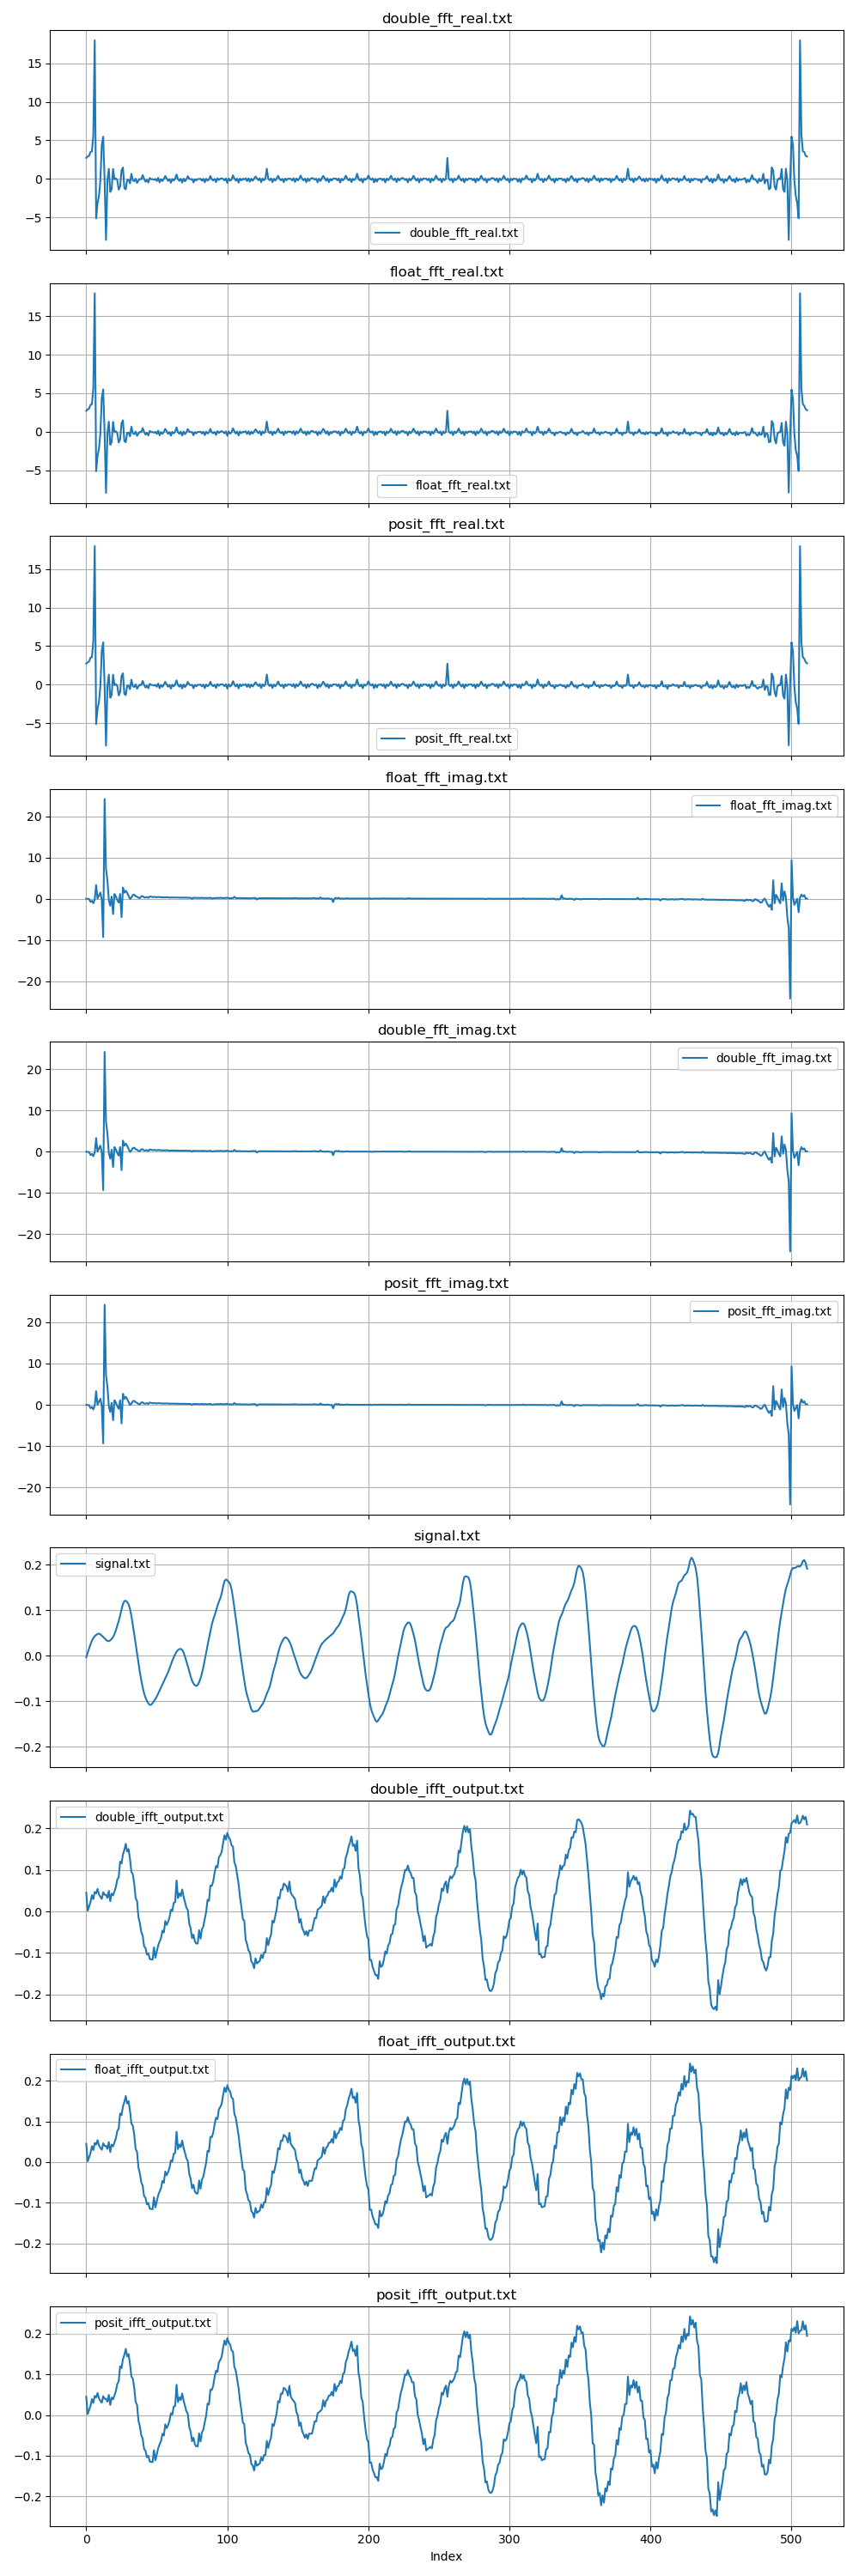 double_fft_real.txt
15
10
5
0
−5
double_fft_real.txt
float_fft_real.txt
15
10
5
0
−5
float_fft_real.txt
posit_fft_real.txt
15
10
5
0
−5
posit_fft_real.txt
float_fft_imag.txt
float_fft_imag.txt
20
10
0
−10
−20
double_fft_imag.txt
double_fft_imag.txt
20
10
0
−10
−20
posit_fft_imag.txt
posit_fft_imag.txt
20
10
0
−10
−20
signal.txt
signal.txt
0.2
0.1
0.0
−0.1
−0.2
double_ifft_output.txt
double_ifft_output.txt
0.2
0.1
0.0
−0.1
−0.2
float_ifft_output.txt
float_ifft_output.txt
0.2
0.1
0.0
−0.1
−0.2
posit_ifft_output.txt
posit_ifft_output.txt
0.2
0.1
0.0
−0.1
−0.2
0 100 200 300 400 500
Index